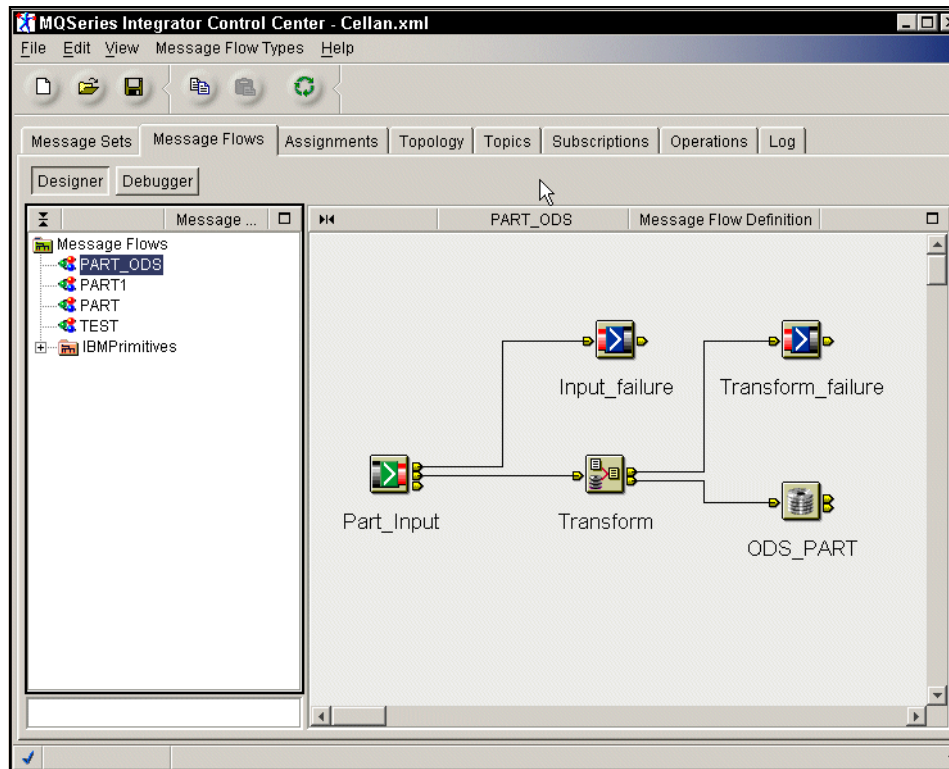 MQSeries Integrator Control Center - Cellan.xml
File Edit View Message Flow Types Help
Message Sets Message Flows Assignments Topology Topics Subscriptions Operations Log
Designer Debugger
Message ... PART_ODS Message Flow Definition
Message Flows
PART_ODS
PART1
PART
TEST
IBMPrimitives
Input_failure Transform_failure
Part_Input Transform
ODS_PART